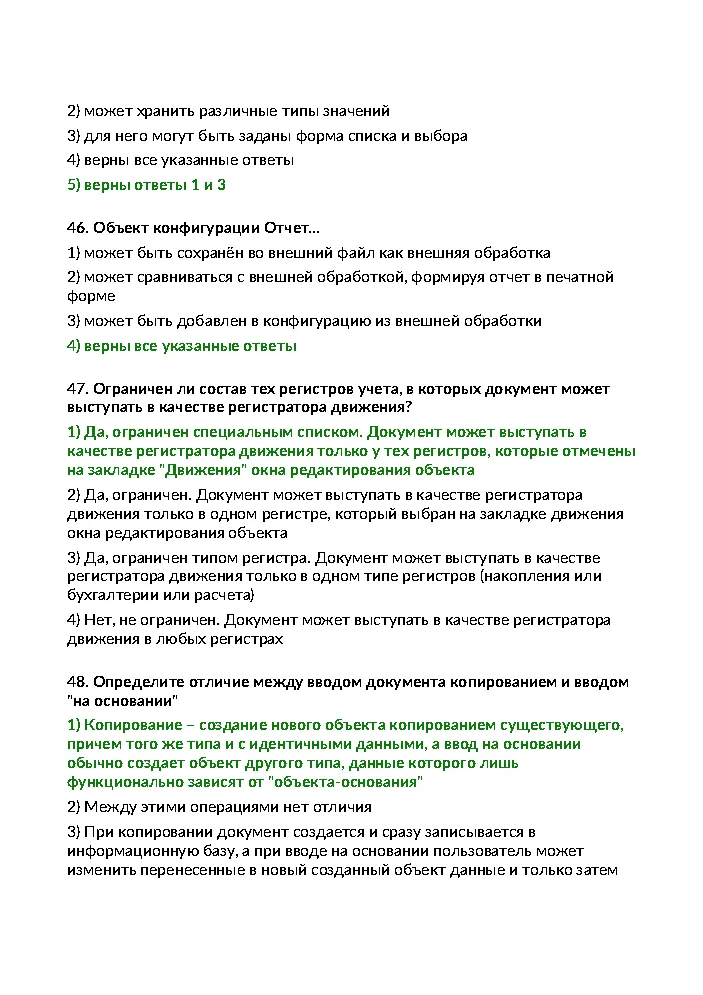 2) может хранить различные типы значений
3) для него могут быть заданы форма списка и выбора
4) верны все указанные ответы
5) верны ответы 1 и 3
46. Объект конфигурации Отчет...
1) может быть сохранён во внешний файл как внешняя обработка
2) может сравниваться с внешней обработкой, формируя отчет в печатной
форме
3) может быть добавлен в конфигурацию из внешней обработки
4) верны все указанные ответы
47. Ограничен ли состав тех регистров учета, в которых документ может
выступать в качестве регистратора движения?
1) Да, ограничен специальным списком. Документ может выступать в
качестве регистратора движения только у тех регистров, которые отмечены
на закладке "Движения" окна редактирования объекта
2) Да, ограничен. Документ может выступать в качестве регистратора
движения только в одном регистре, который выбран на закладке движения
окна редактирования объекта
3) Да, ограничен типом регистра. Документ может выступать в качестве
регистратора движения только в одном типе регистров (накопления или
бухгалтерии или расчета)
4) Нет, не ограничен. Документ может выступать в качестве регистратора
движения в любых регистрах
48. Определите отличие между вводом документа копированием и вводом
"на основании"
1) Копирование – создание нового объекта копированием существующего,
причем того же типа и с идентичными данными, а ввод на основании
обычно создает объект другого типа, данные которого лишь
функционально зависят от "объекта-основания"
2) Между этими операциями нет отличия
3) При копировании документ создается и сразу записывается в
информационную базу, а при вводе на основании пользователь может
изменить перенесенные в новый созданный объект данные и только затем